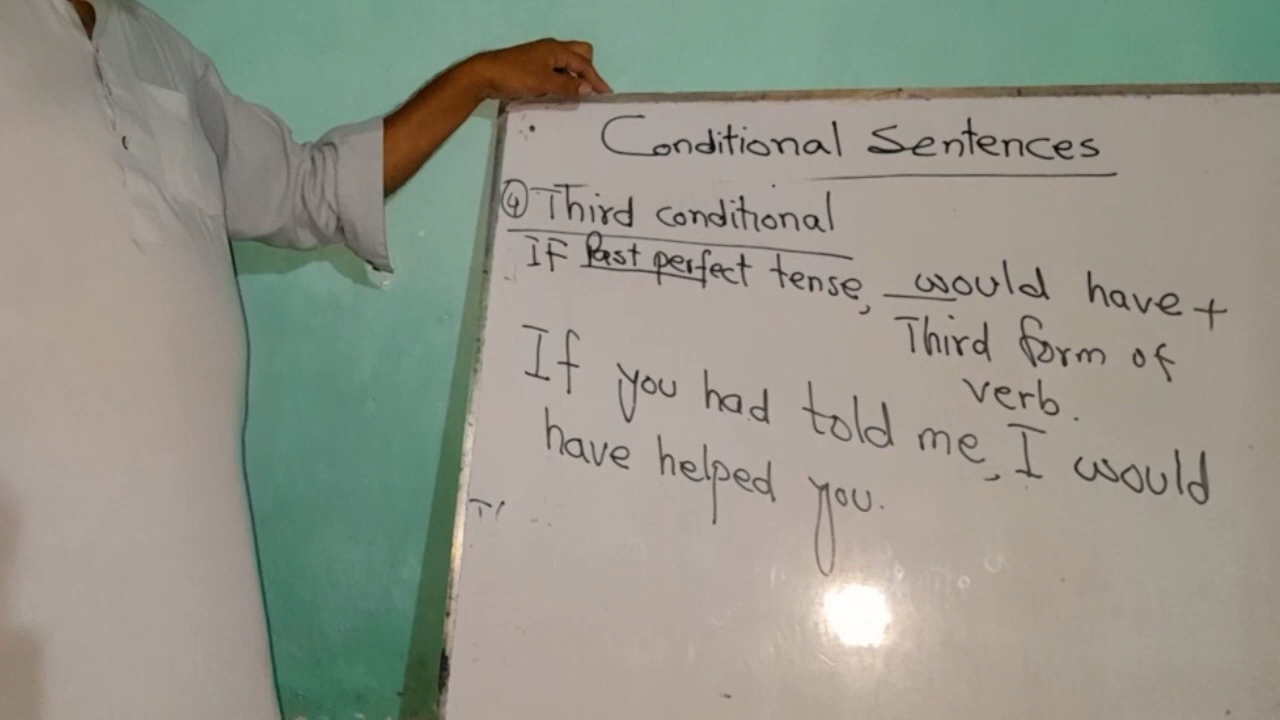 Conditional Sentences
④ Third conditional
IF Past perfect tense, would have +
Third form of
verb.
If you had told me, I would
have helped you.